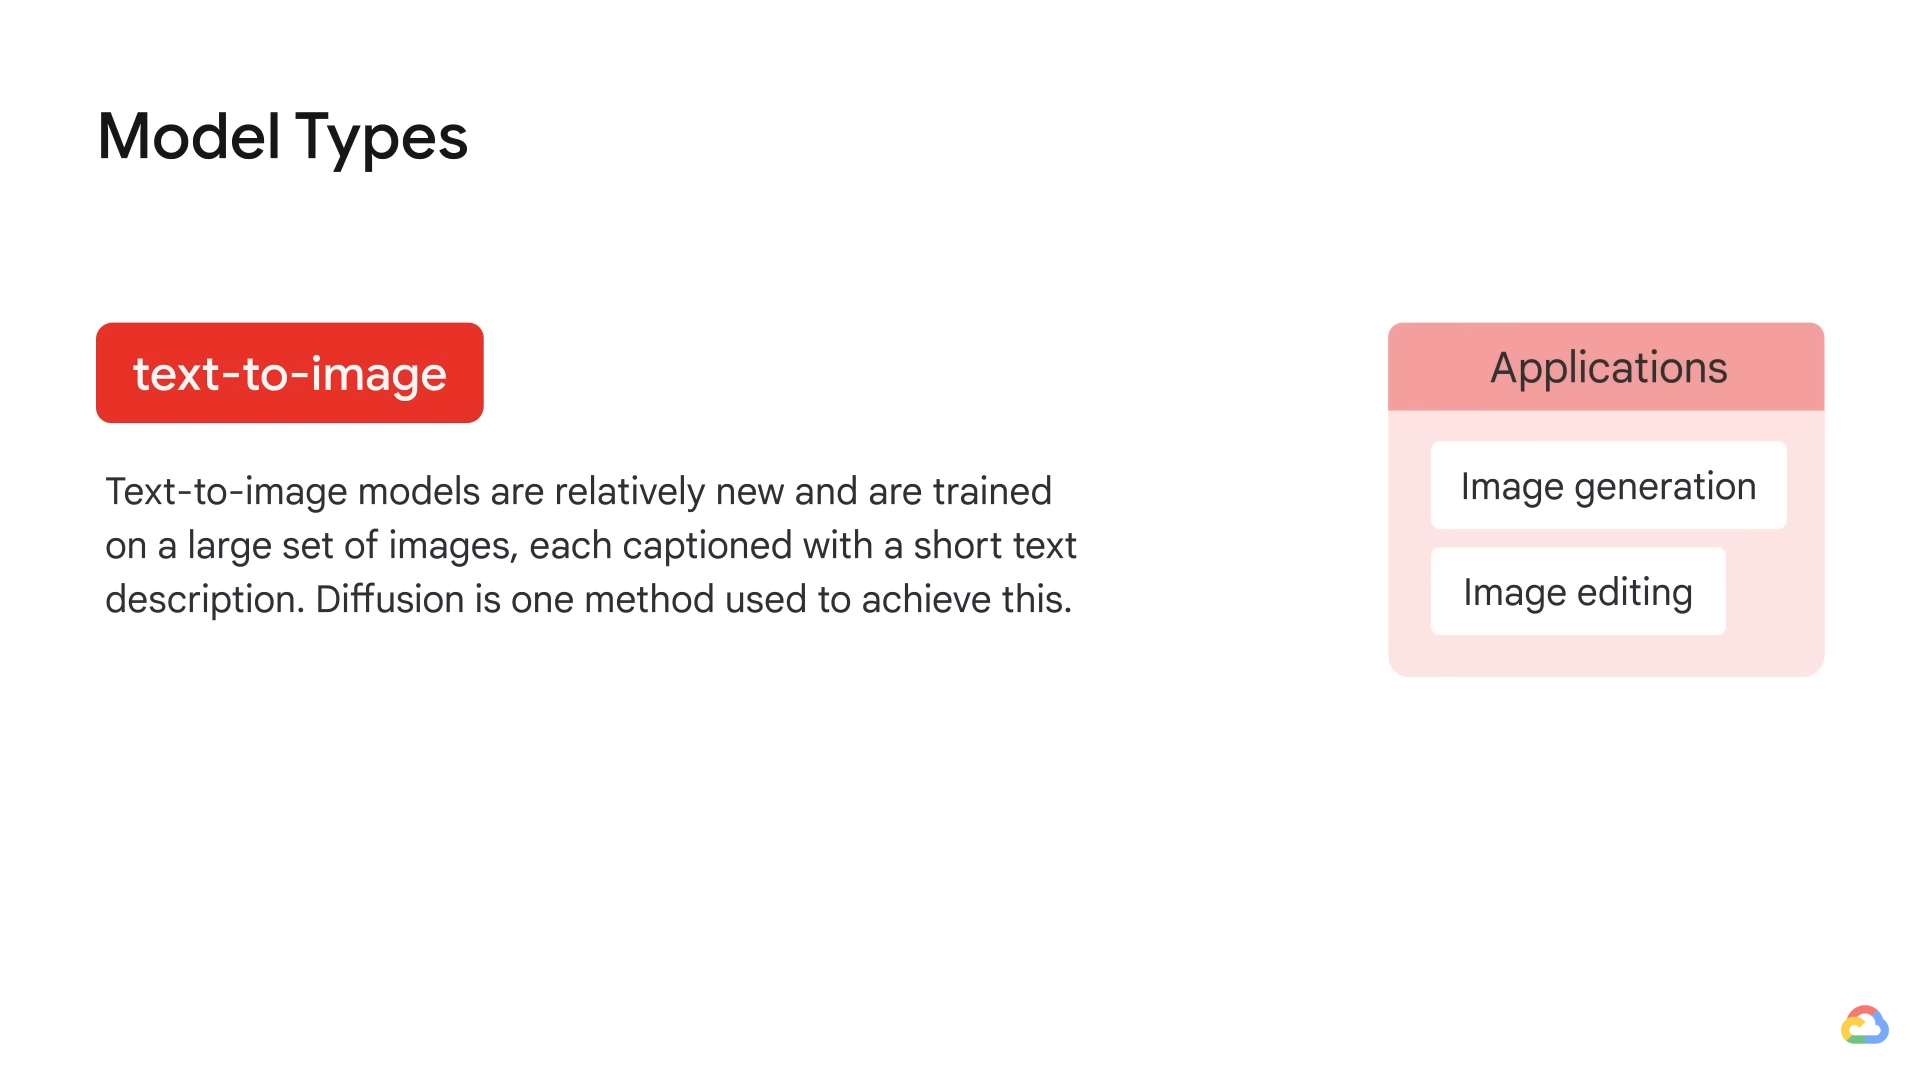 Model Types
text-to-image
Text-to-image models are relatively new and are trained
on a large set of images, each captioned with a short text
description. Diffusion is one method used to achieve this.
Applications
Image generation
Image editing